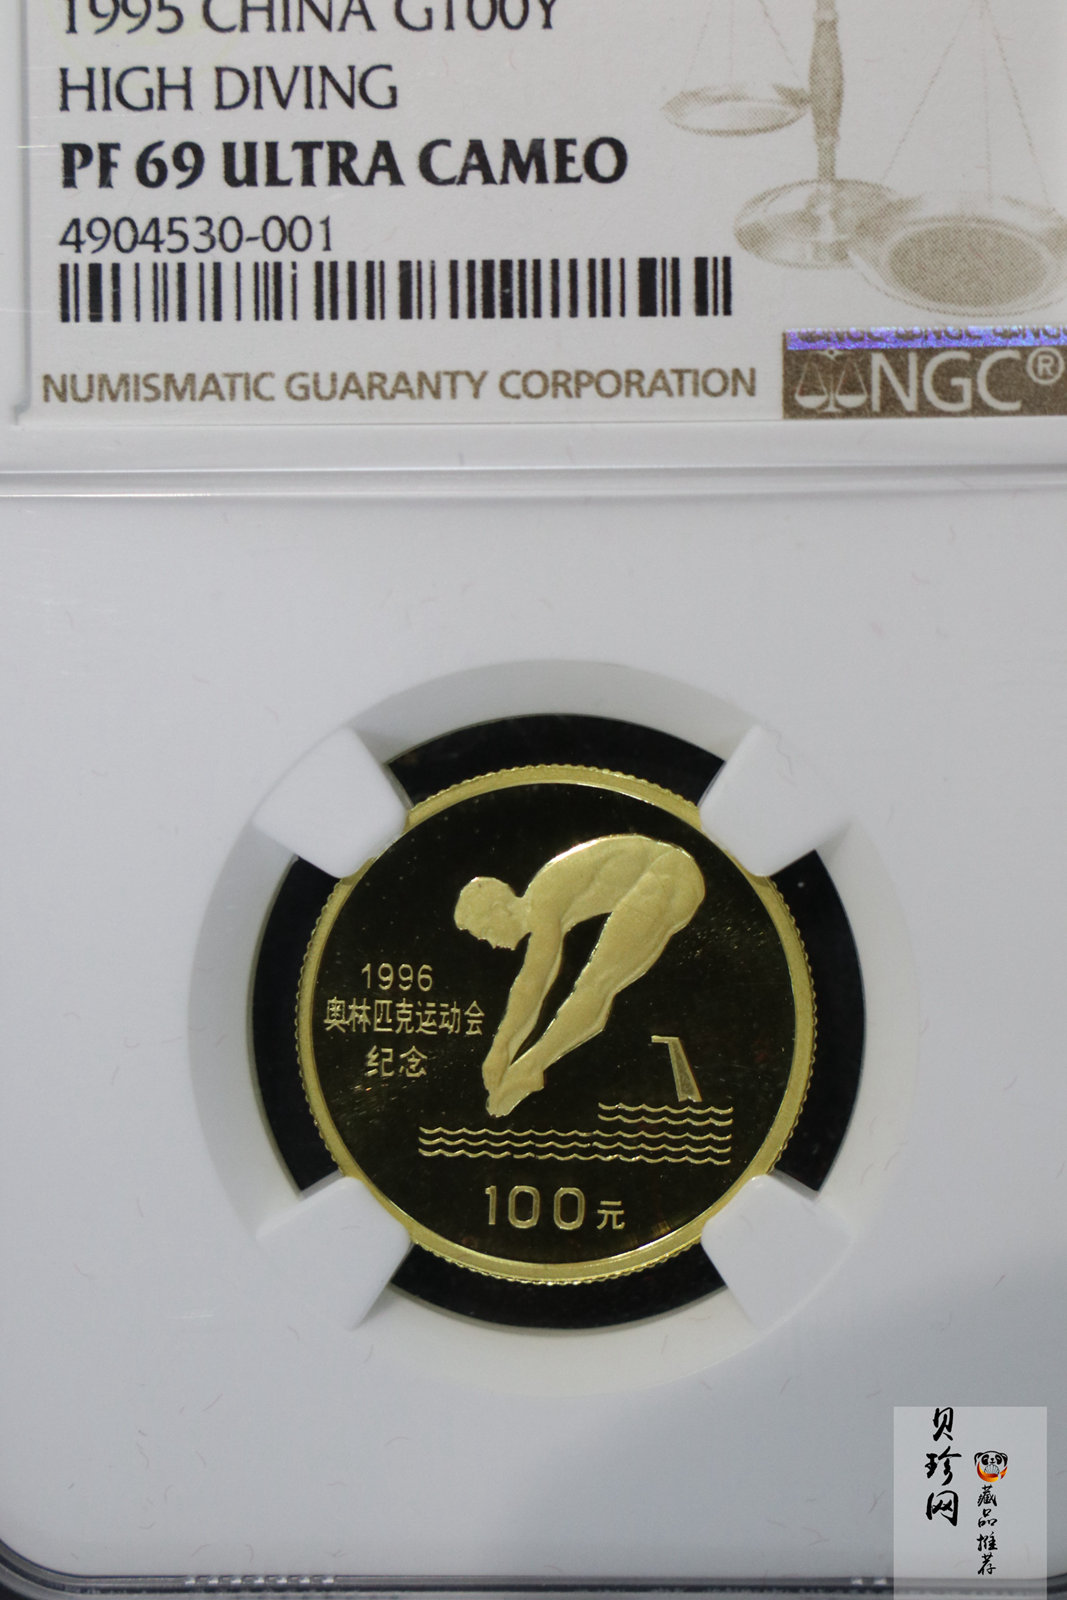 1995 CHINA G100Y
HIGH DIVING
PF 69 ULTRA CAMEO
4904530-001
NUMISMATIC GUARANTY CORPORATION
NGC®
1996
奥林匹克运动会
纪念
100元
贝珍网
藏品推荐